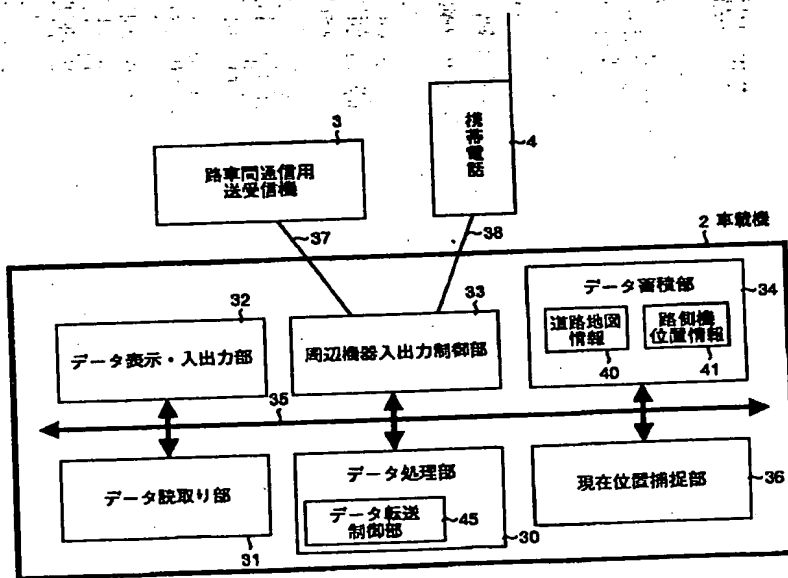 3
路車間通信用
送受信機
携帯電話
4
37
38
2 車載機
32
データ表示・入出力部
33
周辺機器入出力制御部
データ蓄積部
34
道路地図
情報
40
路側機
位置情報
41
35
データ読取り部
31
データ処理部
データ転送
制御部
45
30
現在位置捕捉部
36